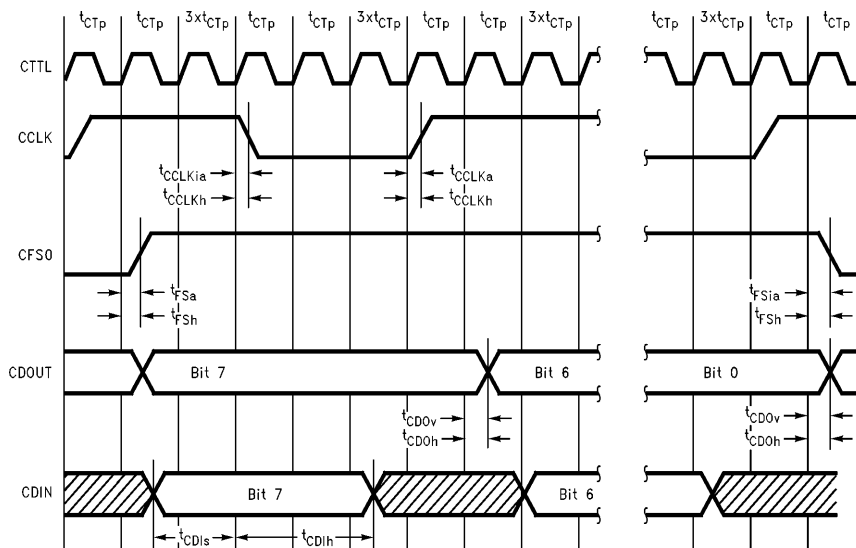 tCTp tCTp 3xtCTp tCTp tCTp 3xtCTp tCTp tCTp 3xtCTp tCTp 3xtCTp tCTp tCTp
CTTL
CCLK
tCCLKia tCCLKa
tCCLKh tCCLKh
CFS0
tFSa tFSia
tFSh tFSh
CDOUT Bit 7 Bit 6 Bit 0
tCDOv tCDOv
tCDOh tCDOh
CDIN Bit 7 Bit 6
tCDIs tCDIh